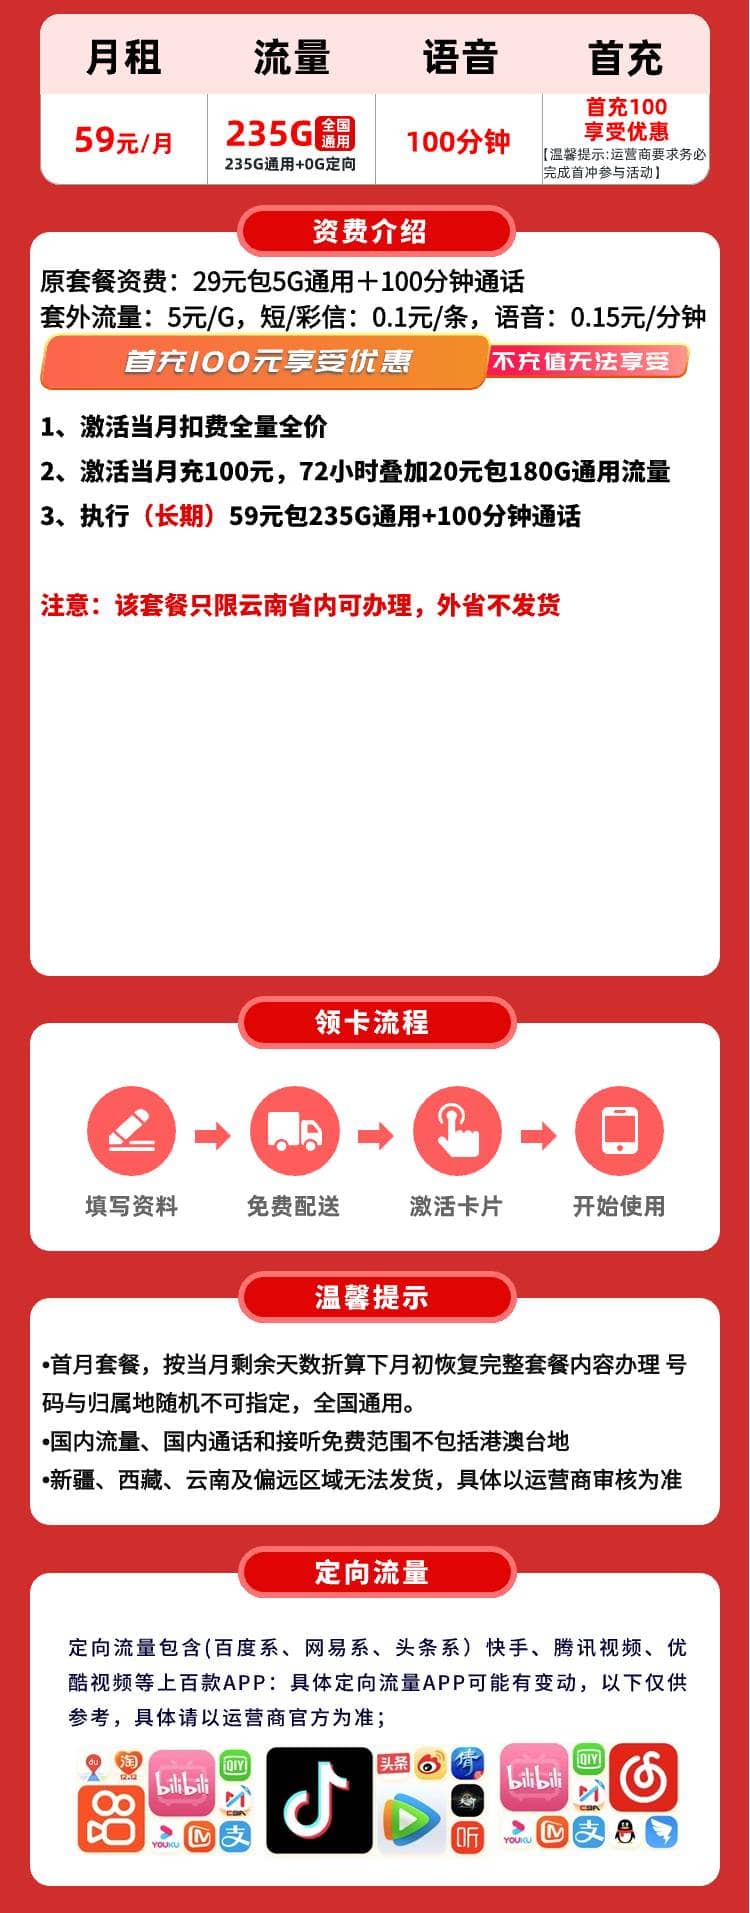 月租 流量 语音 首充
59元/月
235G 全国通用
235G通用+0G定向
100分钟
首充100
享受优惠
【温馨提示:运营商要求务必
完成首冲参与活动】
资费介绍
原套餐资费：29元包5G通用＋100分钟通话
套外流量：5元/G，短/彩信：0.1元/条，语音：0.15元/分钟
首充100元享受优惠 不充值无法享受
1、激活当月扣费全量全价
2、激活当月充100元，72小时叠加20元包180G通用流量
3、执行（长期）59元包235G通用+100分钟通话
注意：该套餐只限云南省内可办理，外省不发货
领卡流程
填写资料 免费配送 激活卡片 开始使用
温馨提示
•首月套餐，按当月剩余天数折算下月初恢复完整套餐内容办理 号
码与归属地随机不可指定，全国通用。
•国内流量、国内通话和接听免费范围不包括港澳台地
•新疆、西藏、云南及偏远区域无法发货，具体以运营商审核为准
定向流量
定向流量包含(百度系、网易系、头条系）快手、腾讯视频、优
酷视频等上百款APP：具体定向流量APP可能有变动，以下仅供
参考，具体请以运营商官方为准；
du 淘 12.12 bilibili QIY CBA YOUKU 支
头条 倩 听
bilibili QIY CBA YOUKU 支